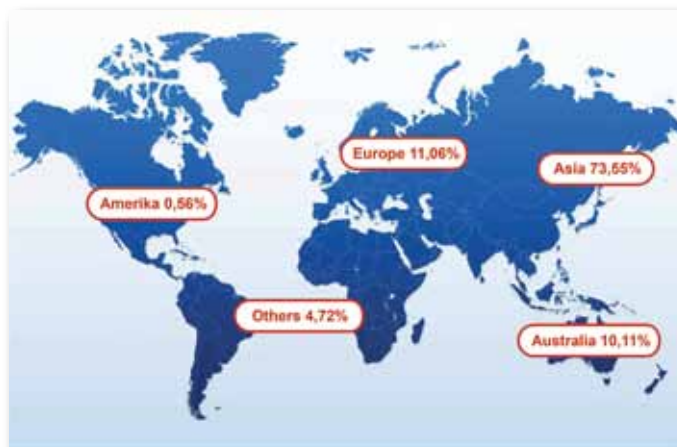 Europe 11,06%
Asia 73,55%
Amerika 0,56%
Others 4,72%
Australia 10,11%